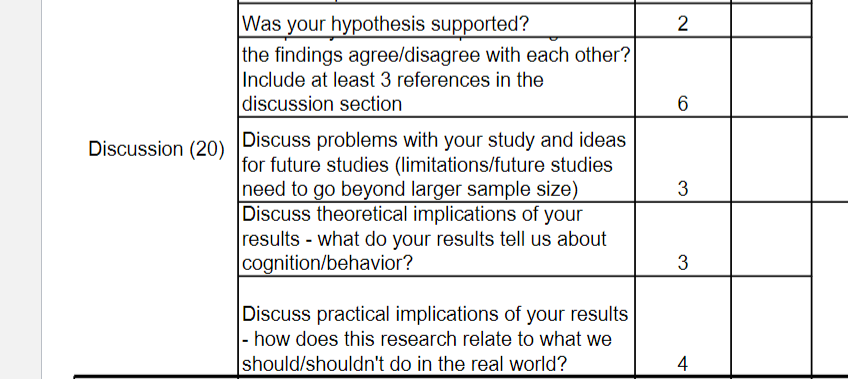 Was your hypothesis supported?
2
the findings agree/disagree with each other?
Include at least 3 references in the
discussion section
6
Discussion (20)
Discuss problems with your study and ideas
for future studies (limitations/future studies
need to go beyond larger sample size)
3
Discuss theoretical implications of your
results - what do your results tell us about
cognition/behavior?
3
Discuss practical implications of your results
- how does this research relate to what we
should/shouldn't do in the real world?
4